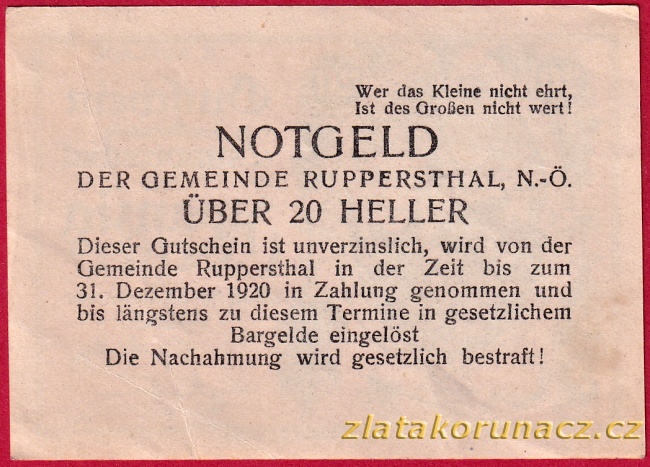 Wer das Kleine nicht ehrt,
Ist des Großen nicht wert!
NOTGELD
DER GEMEINDE RUPPERSTHAL, N.-Ö.
ÜBER 20 HELLER
Dieser Gutschein ist unverzinslich, wird von der
Gemeinde Ruppersthal in der Zeit bis zum
31. Dezember 1920 in Zahlung genommen und
bis längstens zu diesem Termine in gesetzlichem
Bargelde eingelöst
Die Nachahmung wird gesetzlich bestraft!
zlatakorunacz.cz